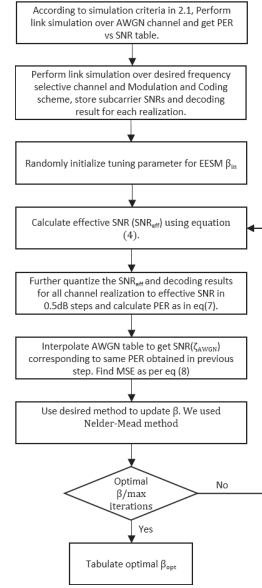 According to simulation criteria in 2.1, Perform
link simulation over AWGN channel and get PER
vs SNR table.
Perform link simulation over desired frequency
selective channel and Modulation and Coding
scheme, store subcarrier SNRs and decoding
result for each realization.
Randomly initialize tuning parameter for EESM βin
Calculate effective SNR (SNReff) using equation
(4).
Further quantize the SNReff and decoding results
for all channel realization to effective SNR in
0.5dB steps and calculate PER as in eq(7).
Interpolate AWGN table to get SNR(ζAWGN)
corresponding to same PER obtained in previous
step. Find MSE as per eq (8)
Use desired method to update β. We used
Nelder-Mead method
Optimal
β/max
iterations
No
Yes
Tabulate optimal βopt